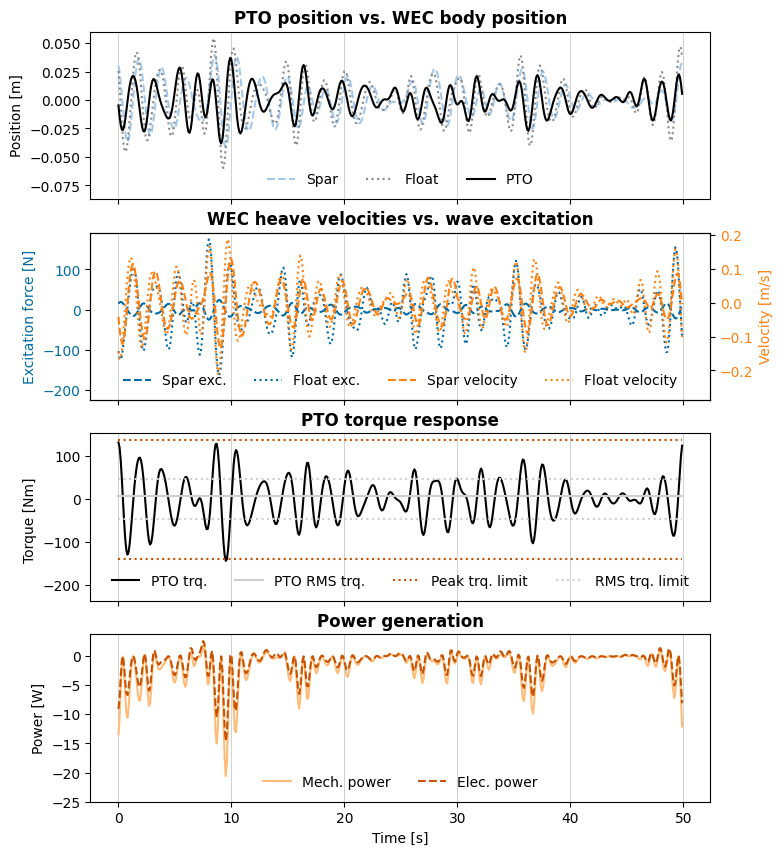 PTO position vs. WEC body position
Position [m]
0.050
0.025
0.000
−0.025
−0.050
−0.075
Spar Float PTO
WEC heave velocities vs. wave excitation
Excitation force [N]
100
0
−100
−200
0.2
0.1
0.0
−0.1
−0.2
Velocity [m/s]
Spar exc. Float exc. Spar velocity Float velocity
PTO torque response
Torque [Nm]
100
0
−100
−200
PTO trq. PTO RMS trq. Peak trq. limit RMS trq. limit
Power generation
Power [W]
0
−5
−10
−15
−20
−25
Mech. power Elec. power
0 10 20 30 40 50
Time [s]